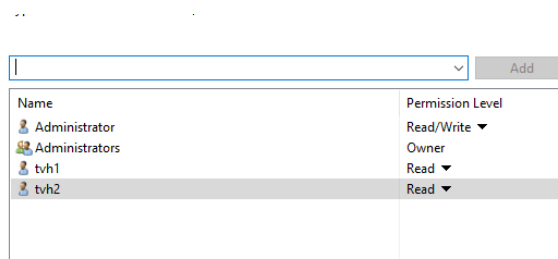 Add
Name Permission Level
Administrator Read/Write
Administrators Owner
tvh1 Read
tvh2 Read